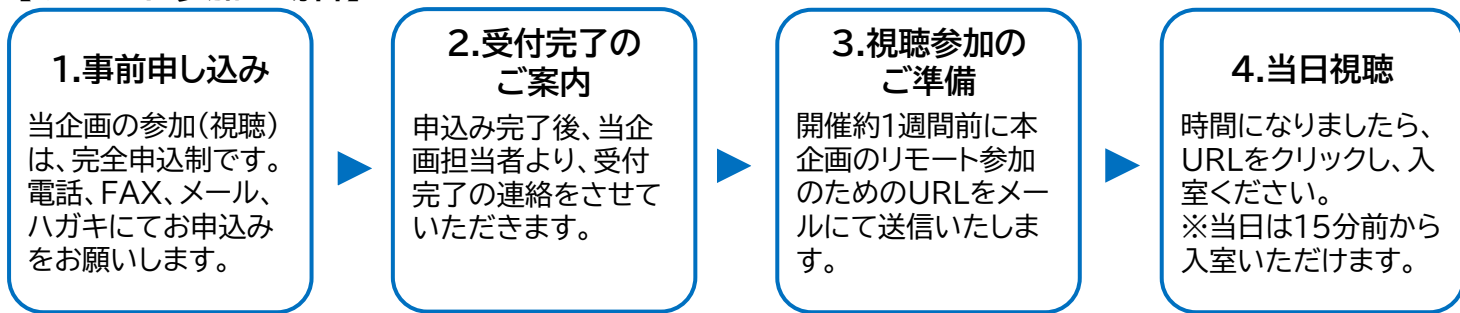 1.事前申し込み
当企画の参加(視聴)
は、完全申込制です。
電話、FAX、メール、
ハガキにてお申込み
をお願いします。
2.受付完了の
ご案内
申込み完了後、当企
画担当者より、受付
完了の連絡をさせて
いただきます。
3.視聴参加の
ご準備
開催約1週間前に本
企画のリモート参加
のためのURLをメー
ルにて送信いたしま
す。
4.当日視聴
時間になりましたら、
URLをクリックし、入
室ください。
※当日は15分前から
入室いただけます。